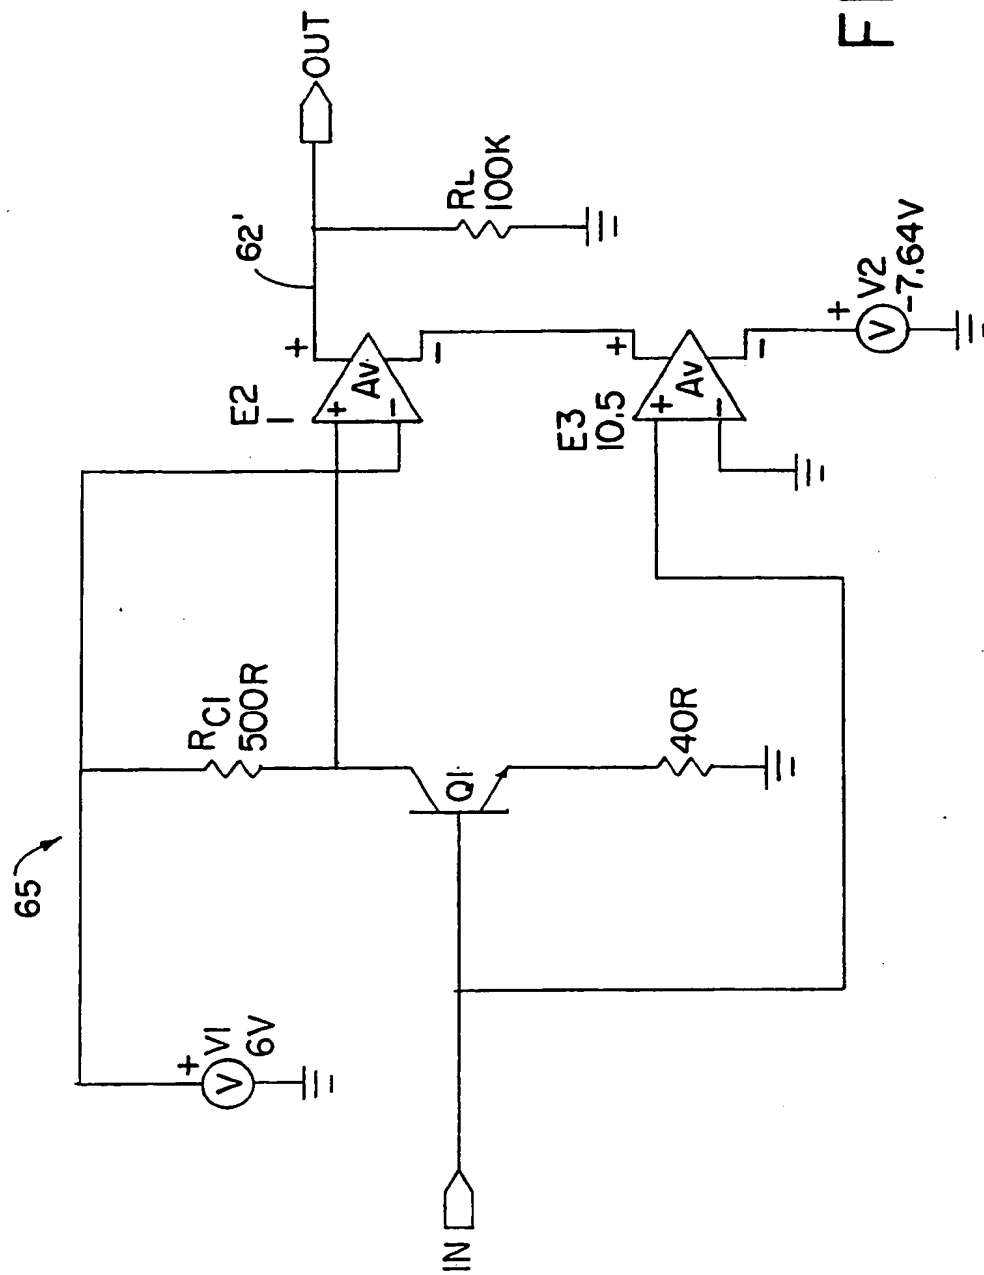 65
V1
6V
+
V
RC1
500R
Q1
40R
IN
E2
1
+
-
+
-
Av
62'
OUT
RL
100K
E3
10.5
+
-
+
-
Av
+
V2
-7.64V
V